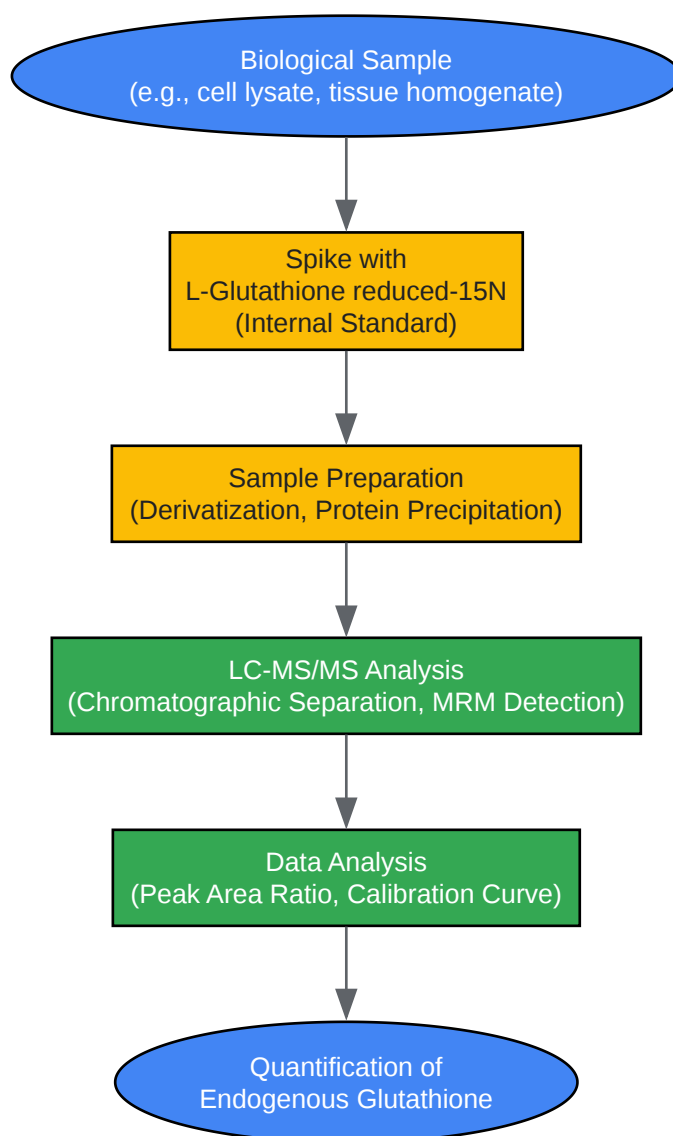 Biological Sample
(e.g., cell lysate, tissue homogenate)
Spike with
L-Glutathione reduced-15N
(Internal Standard)
Sample Preparation
(Derivatization, Protein Precipitation)
LC-MS/MS Analysis
(Chromatographic Separation, MRM Detection)
Data Analysis
(Peak Area Ratio, Calibration Curve)
Quantification of
Endogenous Glutathione